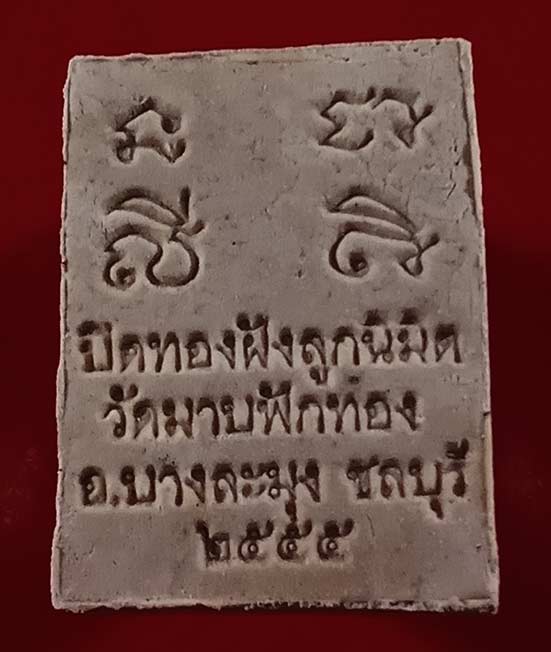 ปิดทองฝังลูกนิมิต
วัดมาบฟักทอง
อ.บางละมุง ชลบุรี
๒๕๕๕